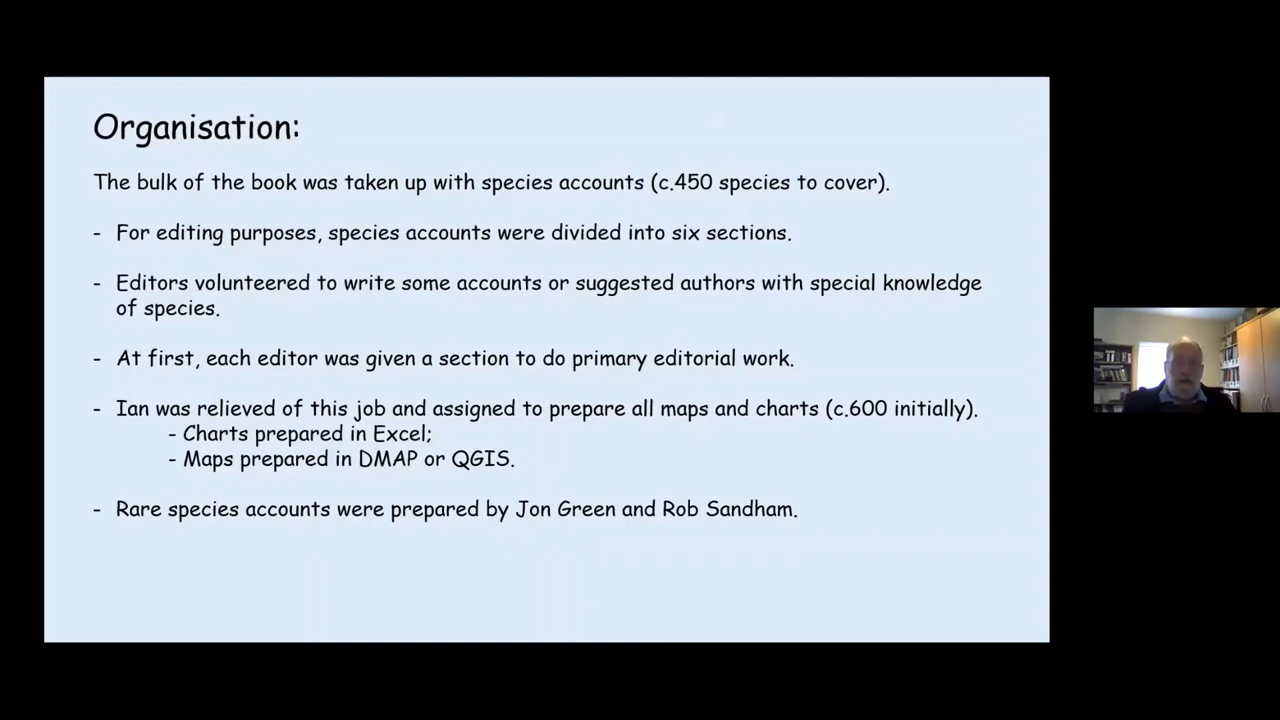 Organisation:
The bulk of the book was taken up with species accounts (c.450 species to cover).
- For editing purposes, species accounts were divided into six sections.
- Editors volunteered to write some accounts or suggested authors with special knowledge
of species.
- At first, each editor was given a section to do primary editorial work.
- Ian was relieved of this job and assigned to prepare all maps and charts (c.600 initially).
- Charts prepared in Excel;
- Maps prepared in DMAP or QGIS.
- Rare species accounts were prepared by Jon Green and Rob Sandham.